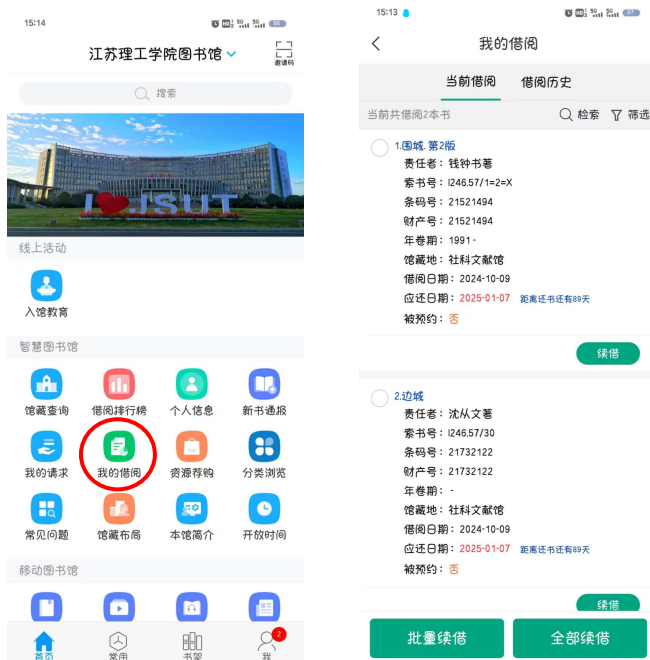 15:14
50
江苏理工学院图书馆
邀请码
搜索
I JSUT
线上活动
入馆教育
智慧图书馆
馆藏查询 借阅排行榜 个人信息 新书通报
我的请求 我的借阅 资源荐购 分类浏览
常见问题 馆藏布局 本馆简介 开放时间
移动图书馆
首页 常用 书架 我
2
15:13
我的借阅
当前借阅 借阅历史
当前共借阅2本书 检索 筛选
1.围城. 第2版
责任者：钱钟书著
索书号：I246.57/1=2=X
条码号：21521494
财产号：21521494
年卷期：1991-
馆藏地：社科文献馆
借阅日期：2024-10-09
应还日期：2025-01-07 距离还书还有89天
被预约：否
续借
2.边城
责任者：沈从文著
索书号：I246.57/30
条码号：21732122
财产号：21732122
年卷期：-
馆藏地：社科文献馆
借阅日期：2024-10-09
应还日期：2025-01-07 距离还书还有89天
被预约：否
续借
批量续借 全部续借